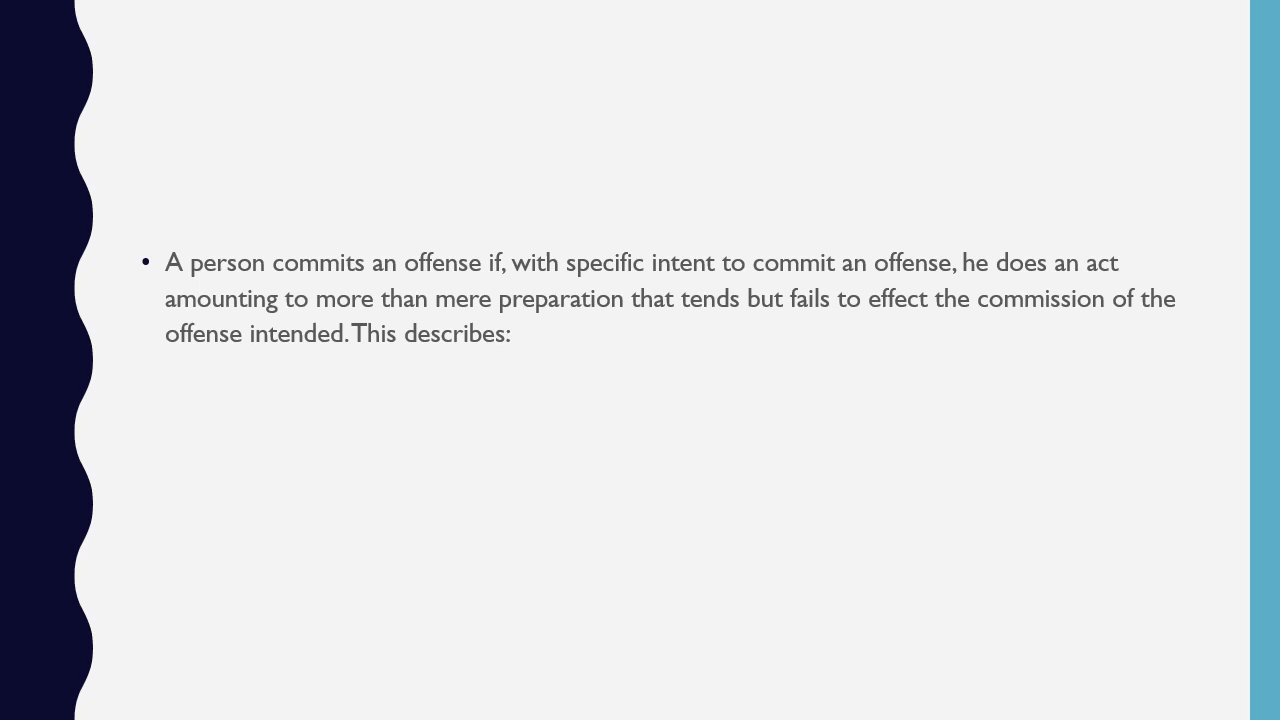 • A person commits an offense if, with specific intent to commit an offense, he does an act
amounting to more than mere preparation that tends but fails to effect the commission of the
offense intended. This describes: